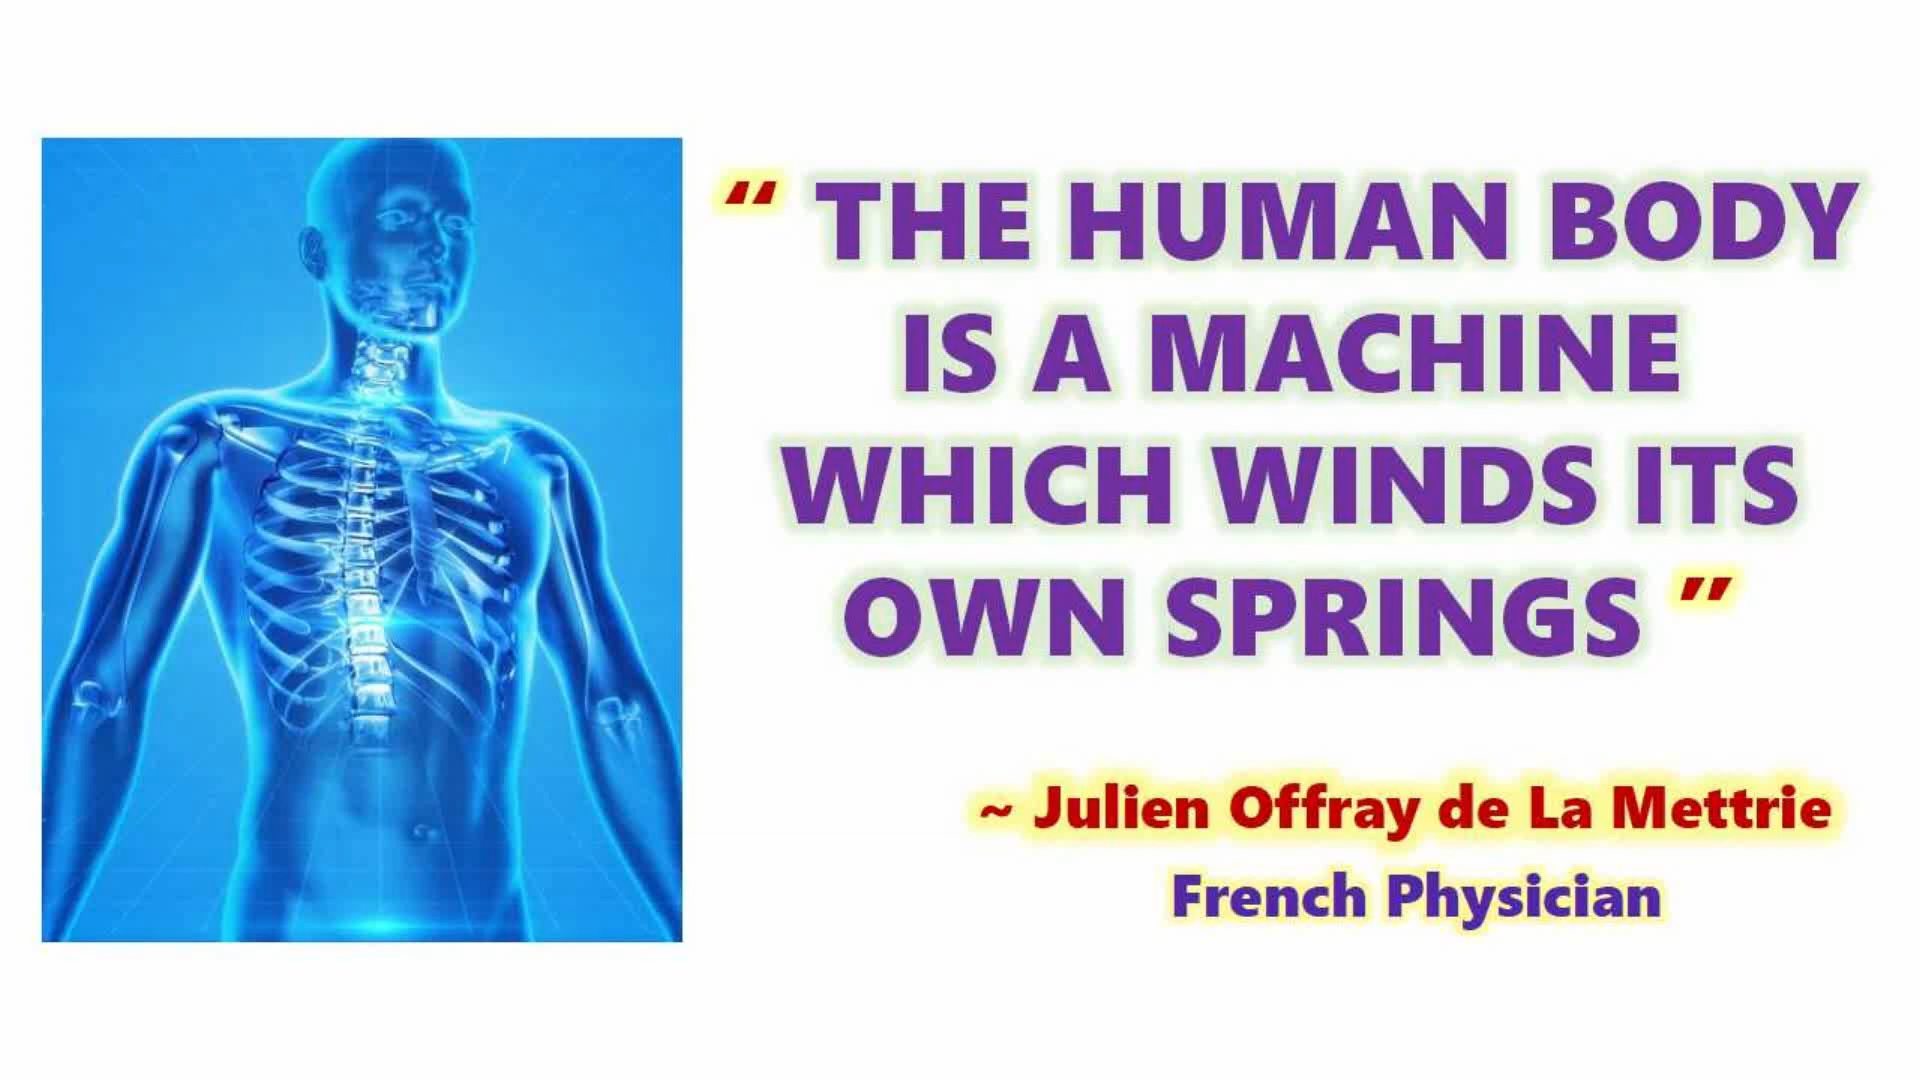 “ THE HUMAN BODY
IS A MACHINE
WHICH WINDS ITS
OWN SPRINGS ”
~ Julien Offray de La Mettrie
French Physician